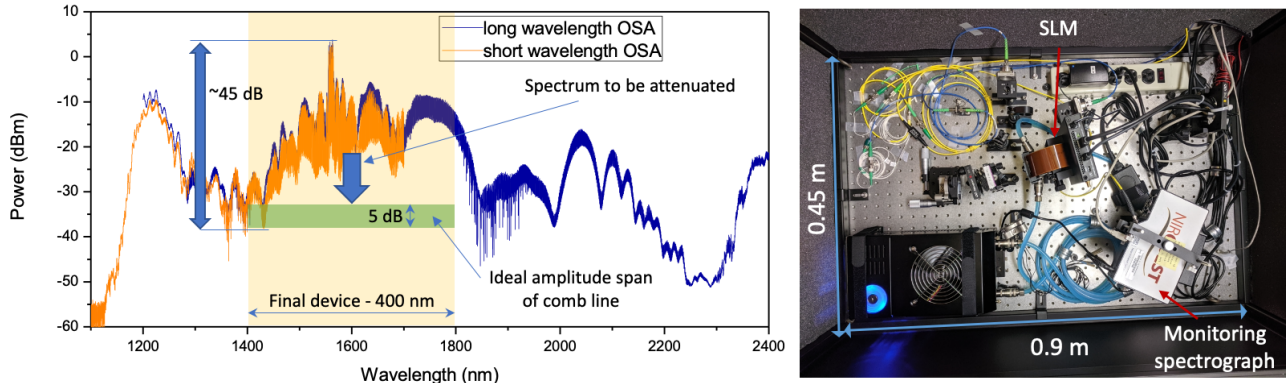 long wavelength OSA
short wavelength OSA
~45 dB
Spectrum to be attenuated
5 dB
Ideal amplitude span
of comb line
Final device - 400 nm
10
0
-10
-20
-30
-40
-50
-60
Power (dBm)
1200
1400
1600
1800
2000
2200
2400
Wavelength (nm)
SLM
0.45 m
0.9 m
Monitoring
spectrograph